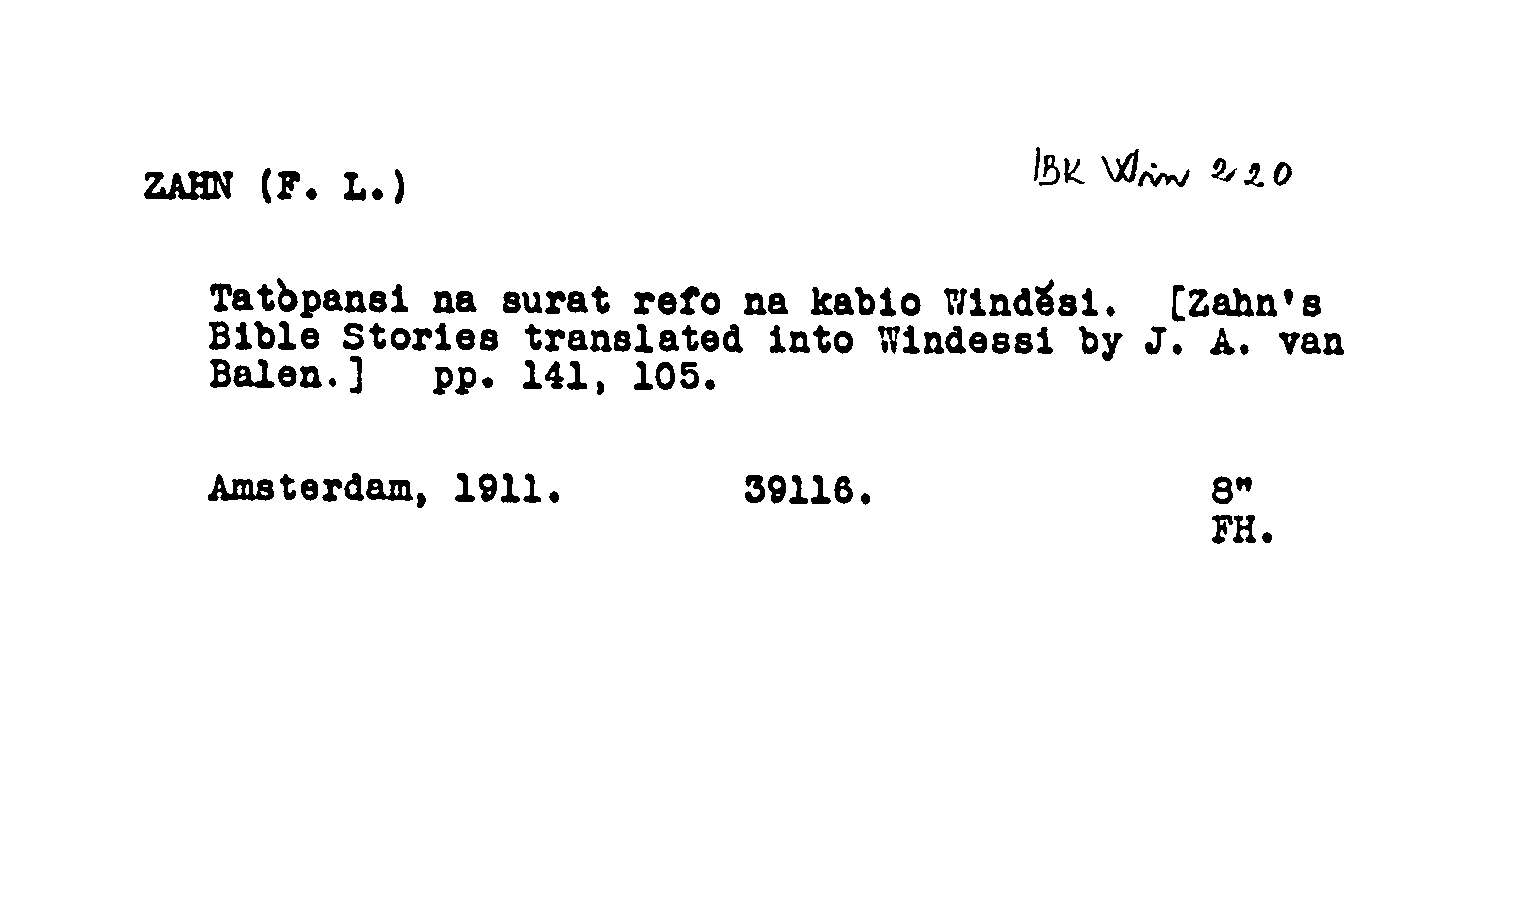 ZAHN (F. L.)
BK Win 220
Tatòpansi na surat refo na kabio Windĕsi. [Zahn's
Bible Stories translated into Windessi by J. A. van
Balen.] pp. 141, 105.
Amsterdam, 1911. 39116. 8"
FH.